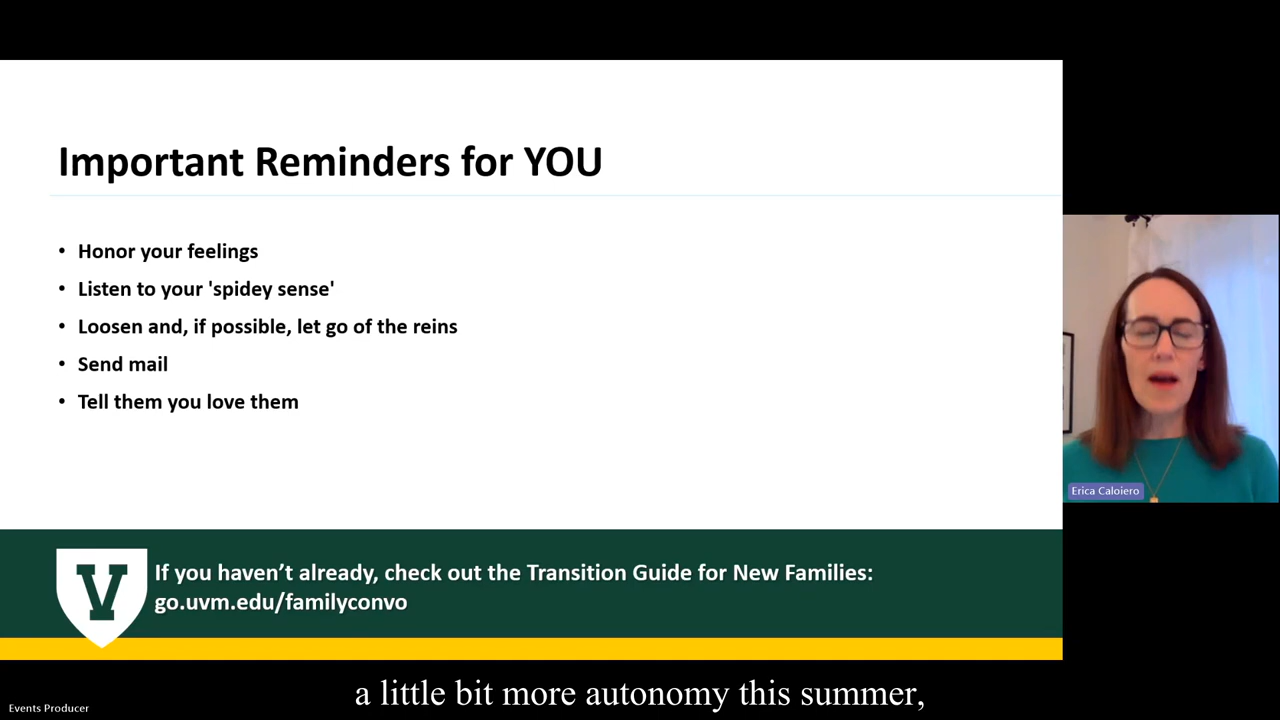 Important Reminders for YOU
• Honor your feelings
• Listen to your 'spidey sense'
• Loosen and, if possible, let go of the reins
• Send mail
• Tell them you love them
Erica Caloiero
V
If you haven’t already, check out the Transition Guide for New Families:
go.uvm.edu/familyconvo
a little bit more autonomy this summer,
Events Producer